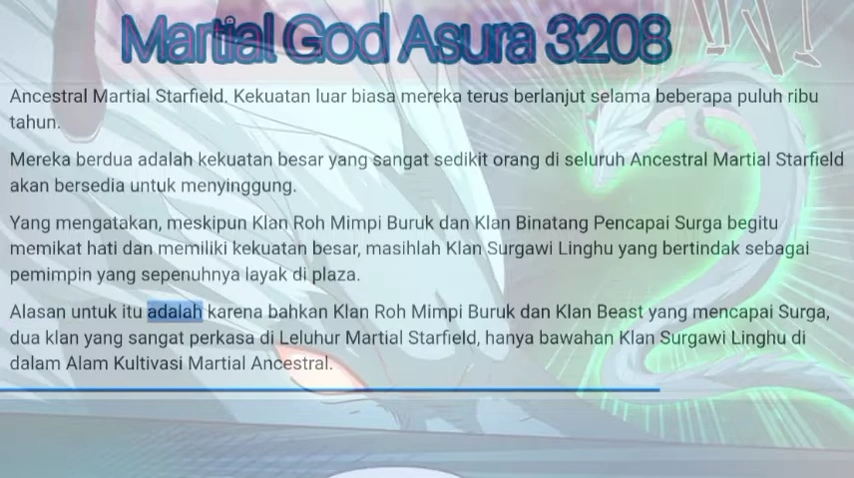 Martial God Asura 3208
Ancestral Martial Starfield. Kekuatan luar biasa mereka terus berlanjut selama beberapa puluh ribu
tahun.
Mereka berdua adalah kekuatan besar yang sangat sedikit orang di seluruh Ancestral Martial Starfield
akan bersedia untuk menyinggung.
Yang mengatakan, meskipun Klan Roh Mimpi Buruk dan Klan Binatang Pencapai Surga begitu
memikat hati dan memiliki kekuatan besar, masihlah Klan Surgawi Linghu yang bertindak sebagai
pemimpin yang sepenuhnya layak di plaza.
Alasan untuk itu adalah karena bahkan Klan Roh Mimpi Buruk dan Klan Beast yang mencapai Surga,
dua klan yang sangat perkasa di Leluhur Martial Starfield, hanya bawahan Klan Surgawi Linghu di
dalam Alam Kultivasi Martial Ancestral.